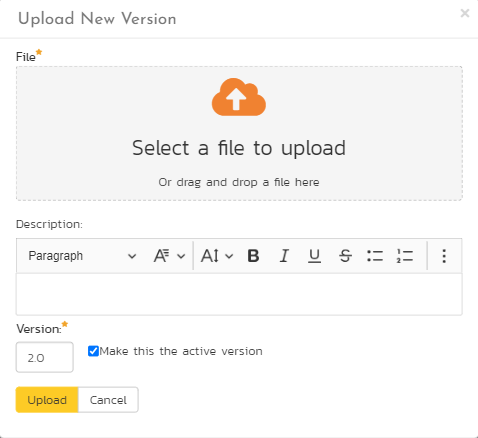 Upload New Version
File*
Select a file to upload
Or drag and drop a file here
Description:
Paragraph
Version:*
2.0 Make this the active version
Upload Cancel